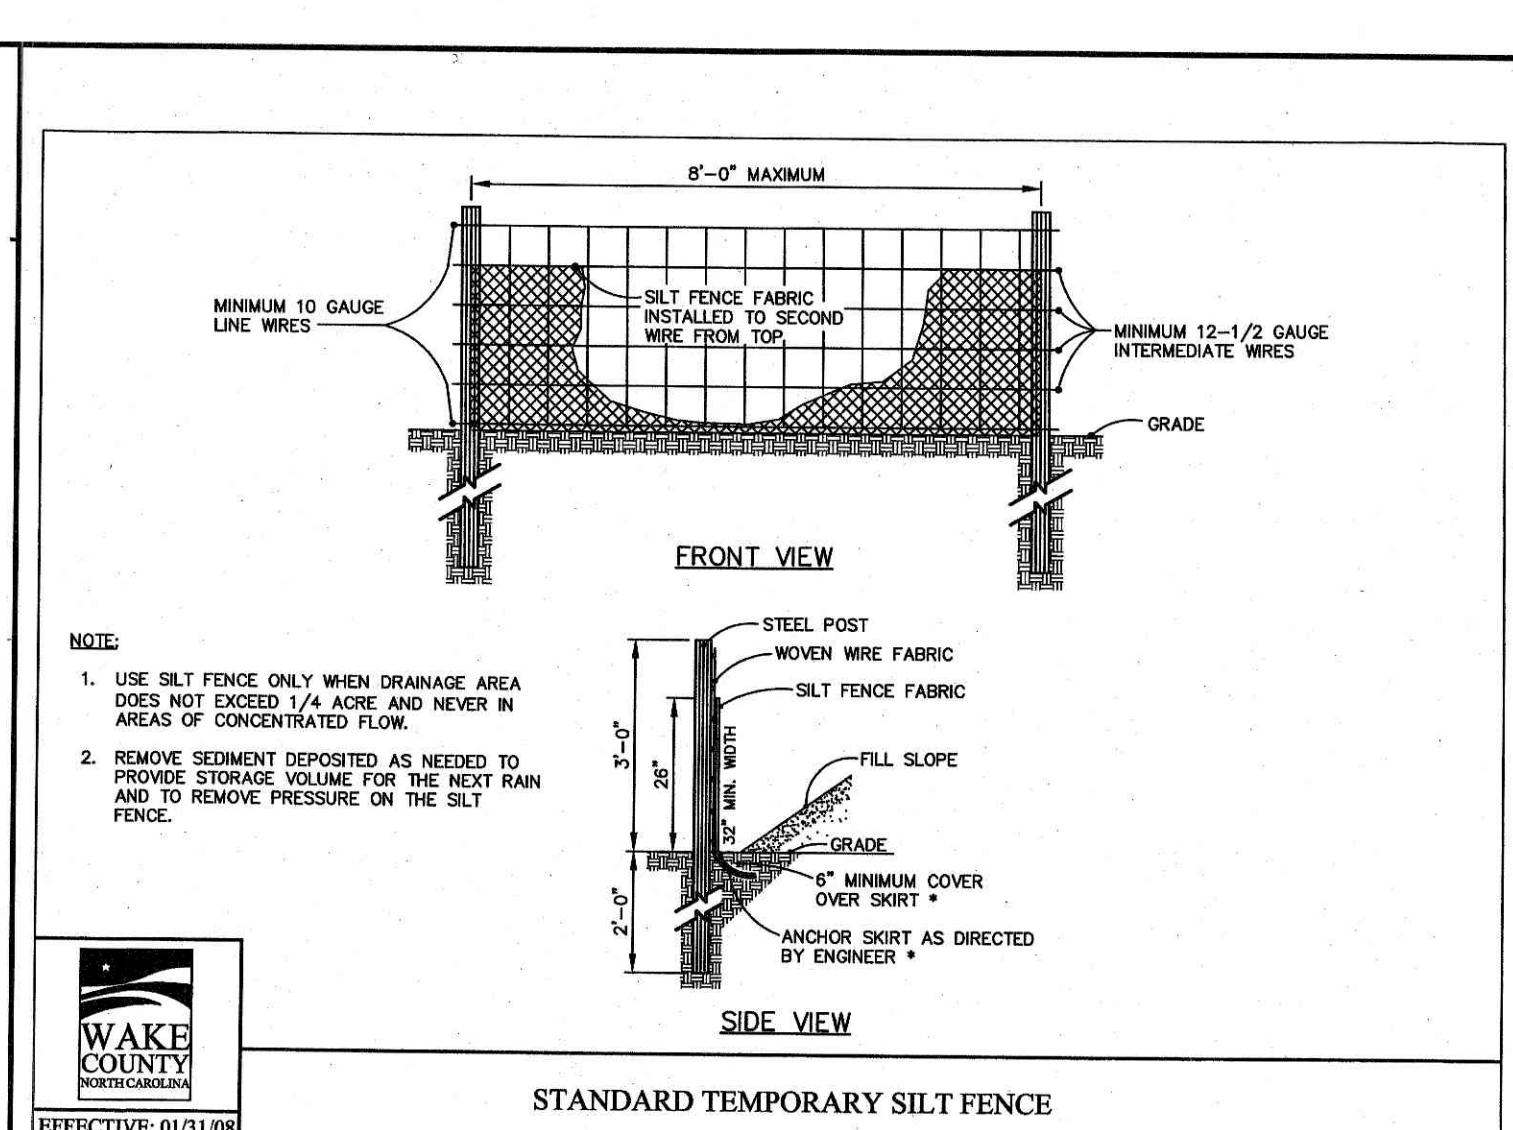 8'-0" MAXIMUM
MINIMUM 10 GAUGE
LINE WIRES
SILT FENCE FABRIC
INSTALLED TO SECOND
WIRE FROM TOP
MINIMUM 12-1/2 GAUGE
INTERMEDIATE WIRES
GRADE
FRONT VIEW
NOTE:
1. USE SILT FENCE ONLY WHEN DRAINAGE AREA
DOES NOT EXCEED 1/4 ACRE AND NEVER IN
AREAS OF CONCENTRATED FLOW.
2. REMOVE SEDIMENT DEPOSITED AS NEEDED TO
PROVIDE STORAGE VOLUME FOR THE NEXT RAIN
AND TO REMOVE PRESSURE ON THE SILT
FENCE.
STEEL POST
WOVEN WIRE FABRIC
SILT FENCE FABRIC
3'-0"
26"
32" MIN. WIDTH
FILL SLOPE
GRADE
6" MINIMUM COVER
OVER SKIRT *
2'-0"
ANCHOR SKIRT AS DIRECTED
BY ENGINEER *
SIDE VIEW
WAKE
COUNTY
NORTH CAROLINA
EFFECTIVE: 01/31/08
STANDARD TEMPORARY SILT FENCE